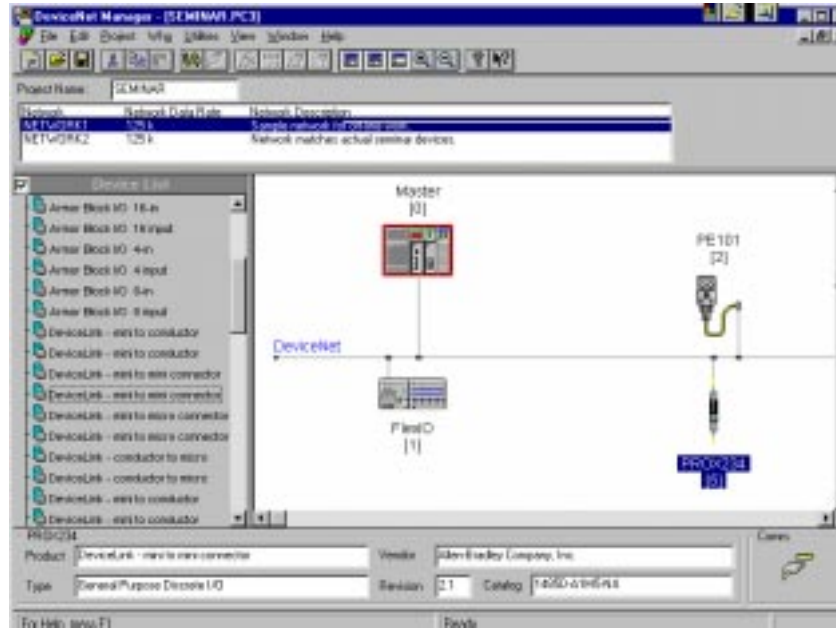 DeviceNet Manager - [SEMINAR.PC3]
File Edit Project Who Utilities View Window Help
Project Name: SEMINAR
Network Network Data Rate Network Description
NETWORK1 125 k Sample network for offline work.
NETWORK2 125 k Network matches actual seminar devices.
Device List
Armor Block I/O 16-in
Armor Block I/O 16 input
Armor Block I/O 4-in
Armor Block I/O 4 input
Armor Block I/O 8-in
Armor Block I/O 8 input
DeviceLink - mini to conductor
DeviceLink - mini to conductor
DeviceLink - mini to mini connector
DeviceLink - mini to mini connector
DeviceLink - mini to micro connector
DeviceLink - mini to micro connector
DeviceLink - conductor to micro
DeviceLink - conductor to micro
DeviceLink - mini to conductor
DeviceLink - mini to conductor
Master
[0]
PE101
[2]
DeviceNet
FlexIO
[1]
PROX234
PROX234
Product DeviceLink - mini to mini connector
Vendor Allen-Bradley Company, Inc.
Type General Purpose Discrete I/O
Revision 2.1 Catalog
Comms
For Help, press F1
Ready